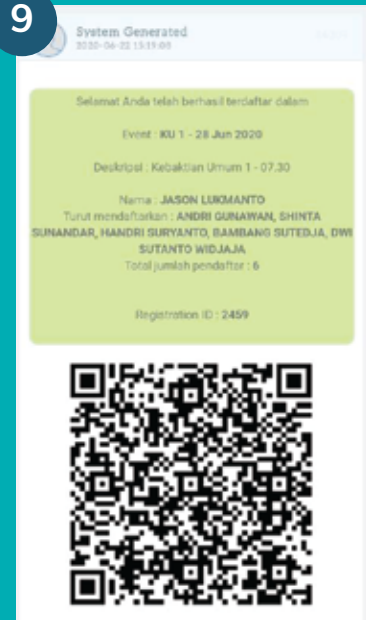 9
System Generated
2020-06-22 13:19:08
Selamat Anda telah berhasil terdaftar dalam
Event : KU 1 - 28 Jun 2020
Deskripsi : Kebaktian Umum 1 - 07.30
Nama : JASON LUKMANTO
Turut mendaftarkan : ANDRI GUNAWAN, SHINTA
SUNANDAR, HANDRI SURYANTO, BAMBANG SUTEDJA, DWI
SUTANTO WIDJAJA
Total jumlah pendaftar : 6
Registration ID : 2459